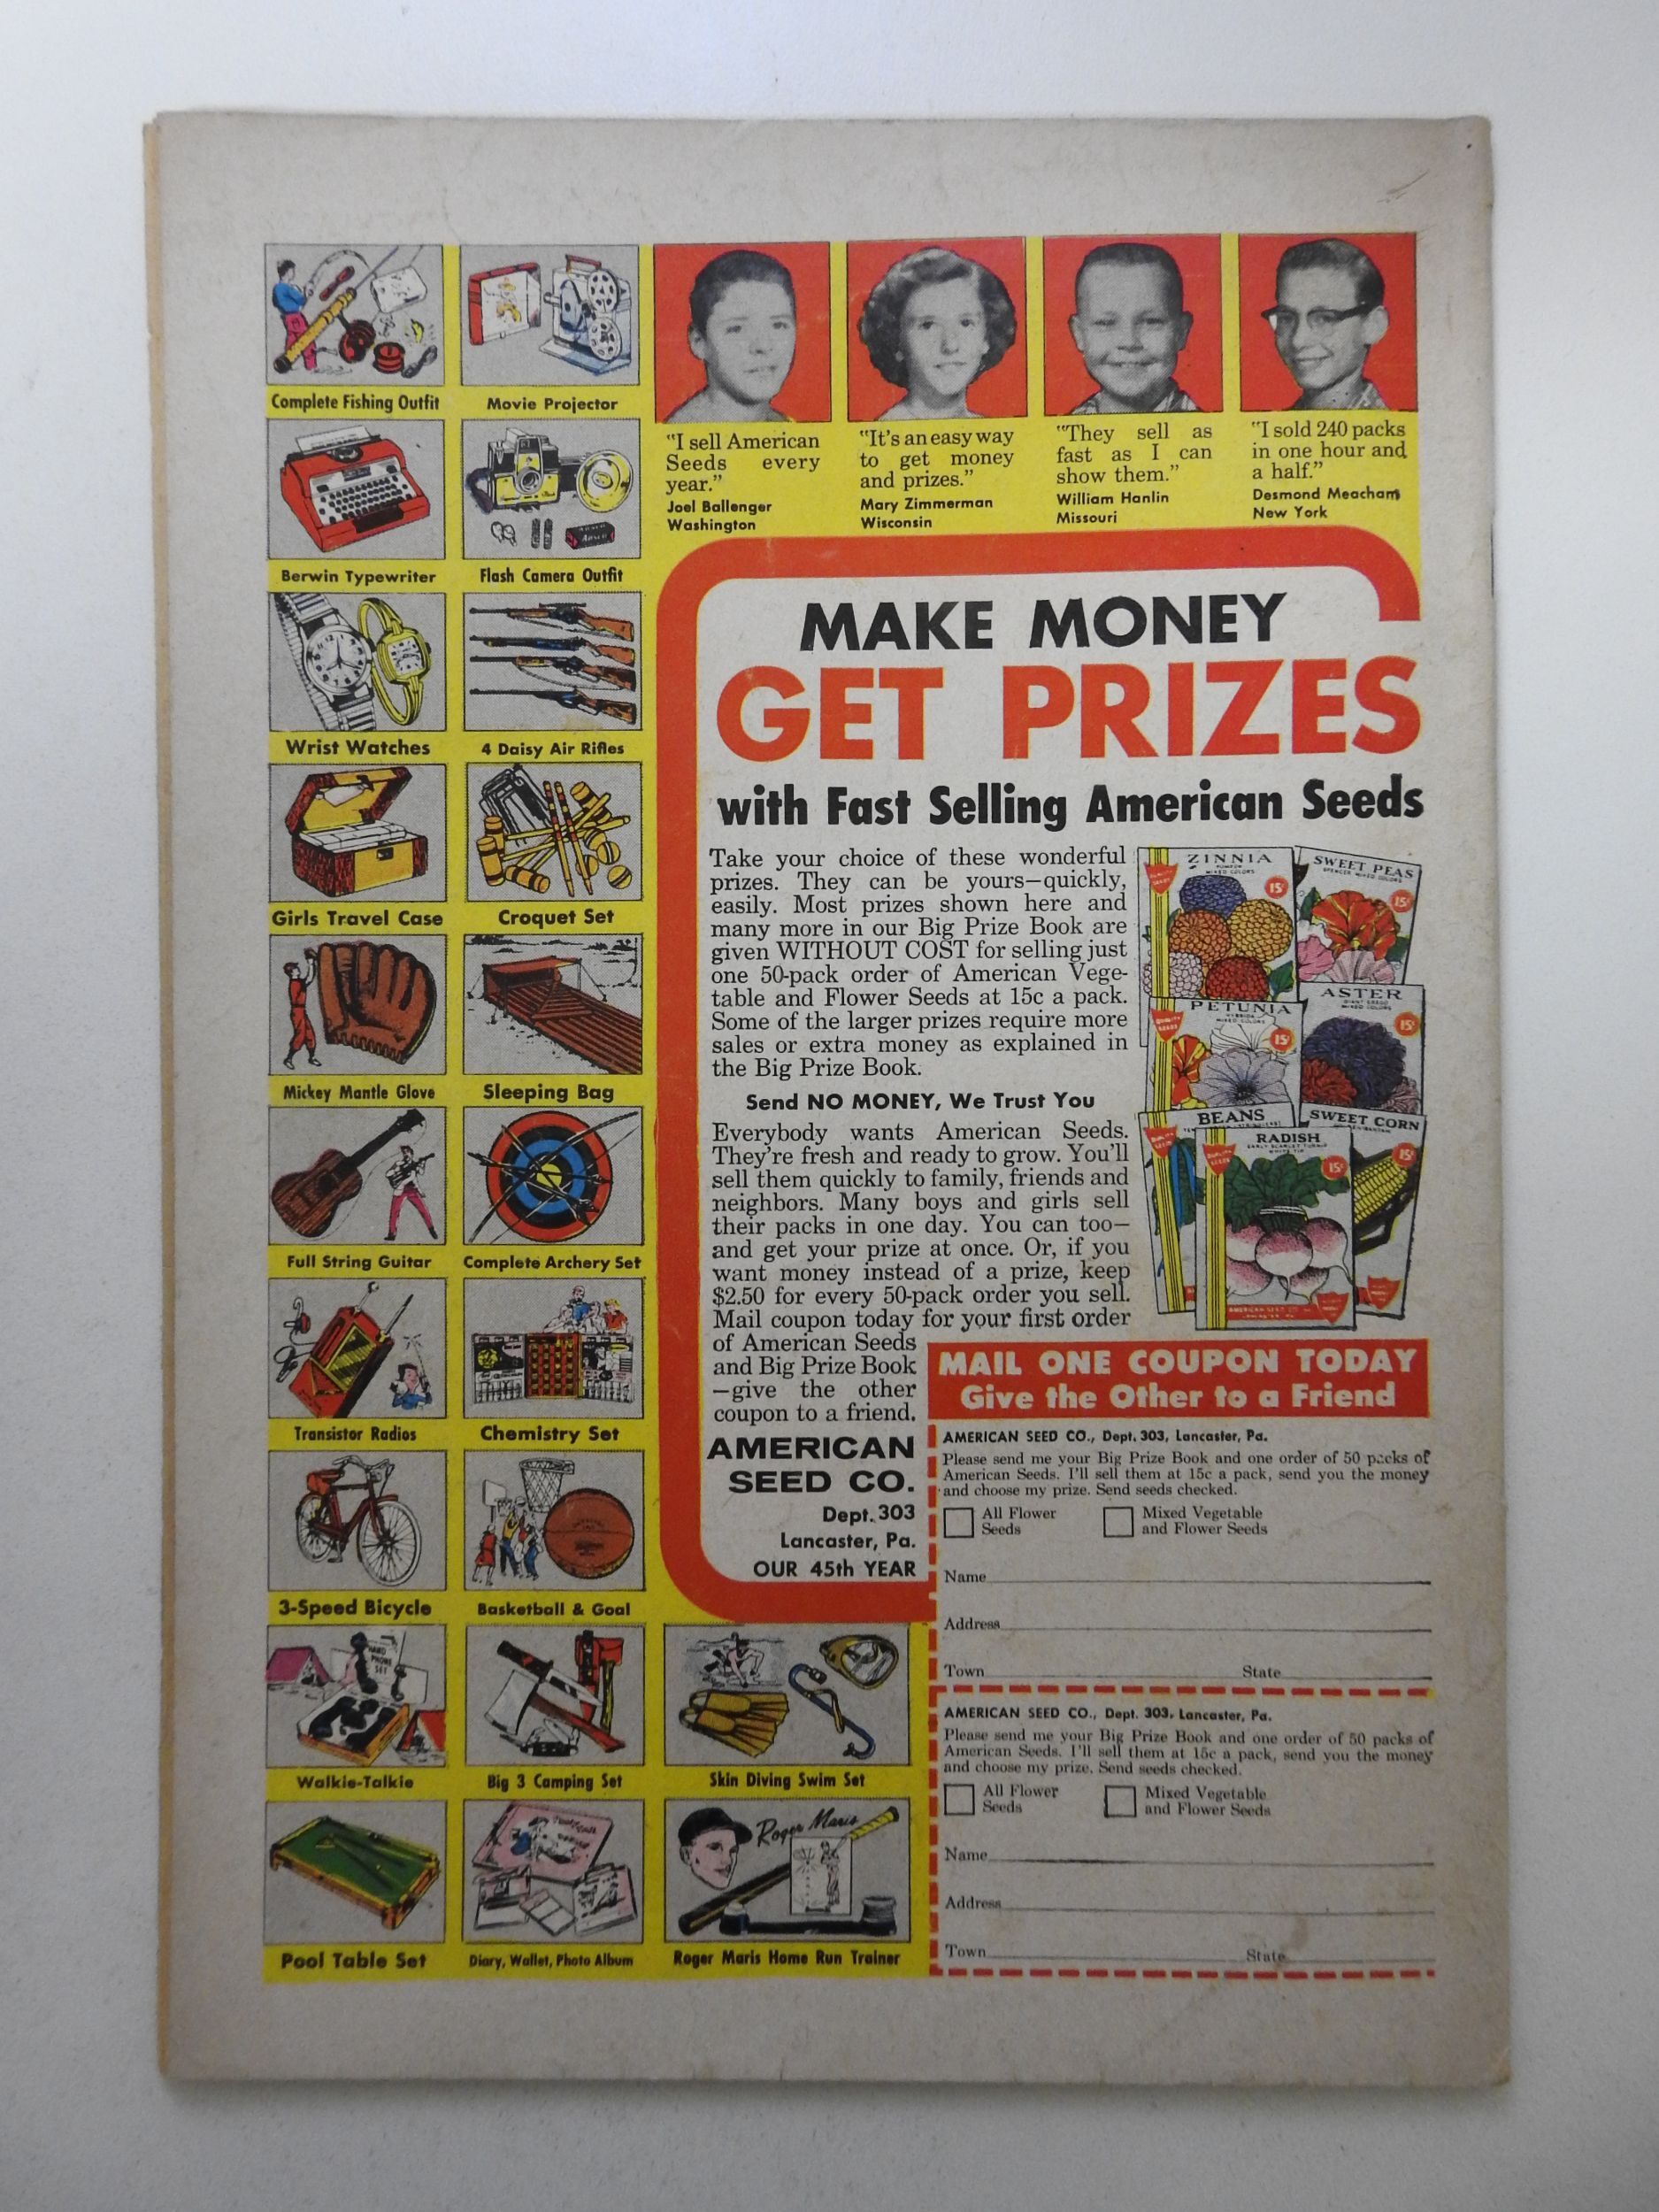 Complete Fishing Outfit
Movie Projector
Berwin Typewriter
Flash Camera Outfit
Wrist Watches
4 Daisy Air Rifles
Girls Travel Case
Croquet Set
Mickey Mantle Glove
Sleeping Bag
Full String Guitar
Complete Archery Set
Transistor Radios
Chemistry Set
3-Speed Bicycle
Basketball & Goal
HAND
PHONE
SET
Walkie-Talkie
Big 3 Camping Set
Skin Diving Swim Set
Pool Table Set
Diary, Wallet, Photo Album
Roger Maris
Roger Maris Home Run Trainer
"I sell American
Seeds every
year."
Joel Ballenger
Washington
"It's an easy way
to get money
and prizes."
Mary Zimmerman
Wisconsin
"They sell as
fast as I can
show them."
William Hanlin
Missouri
"I sold 240 packs
in one hour and
a half."
Desmond Meacham
New York
MAKE MONEY
GET PRIZES
with Fast Selling American Seeds
Take your choice of these wonderful
prizes. They can be yours—quickly,
easily. Most prizes shown here and
many more in our Big Prize Book are
given WITHOUT COST for selling just
one 50-pack order of American Vege-
table and Flower Seeds at 15c a pack.
Some of the larger prizes require more
sales or extra money as explained in
the Big Prize Book.
Send NO MONEY, We Trust You
Everybody wants American Seeds.
They're fresh and ready to grow. You'll
sell them quickly to family, friends and
neighbors. Many boys and girls sell
their packs in one day. You can too—
and get your prize at once. Or, if you
want money instead of a prize, keep
$2.50 for every 50-pack order you sell.
Mail coupon today for your first order
of American Seeds
and Big Prize Book
—give the other
coupon to a friend.
AMERICAN
SEED CO.
Dept. 303
Lancaster, Pa.
OUR 45th YEAR
ZINNIA
MIXED COLORS
15¢
SWEET PEAS
SPENCER MIXED COLORS
15¢
PETUNIA
MIXED COLORS
15¢
ASTER
MIXED COLORS
15¢
BEANS
SWEET CORN
15¢
RADISH
15¢
MAIL ONE COUPON TODAY
Give the Other to a Friend
AMERICAN SEED CO., Dept. 303, Lancaster, Pa.
Please send me your Big Prize Book and one order of 50 packs of
American Seeds. I'll sell them at 15c a pack, send you the money
and choose my prize. Send seeds checked.
All Flower
Seeds
Mixed Vegetable
and Flower Seeds
Name
Address
Town State
AMERICAN SEED CO., Dept. 303, Lancaster, Pa.
Please send me your Big Prize Book and one order of 50 packs of
American Seeds. I'll sell them at 15c a pack, send you the money
and choose my prize. Send seeds checked.
All Flower
Seeds
Mixed Vegetable
and Flower Seeds
Name
Address
Town State